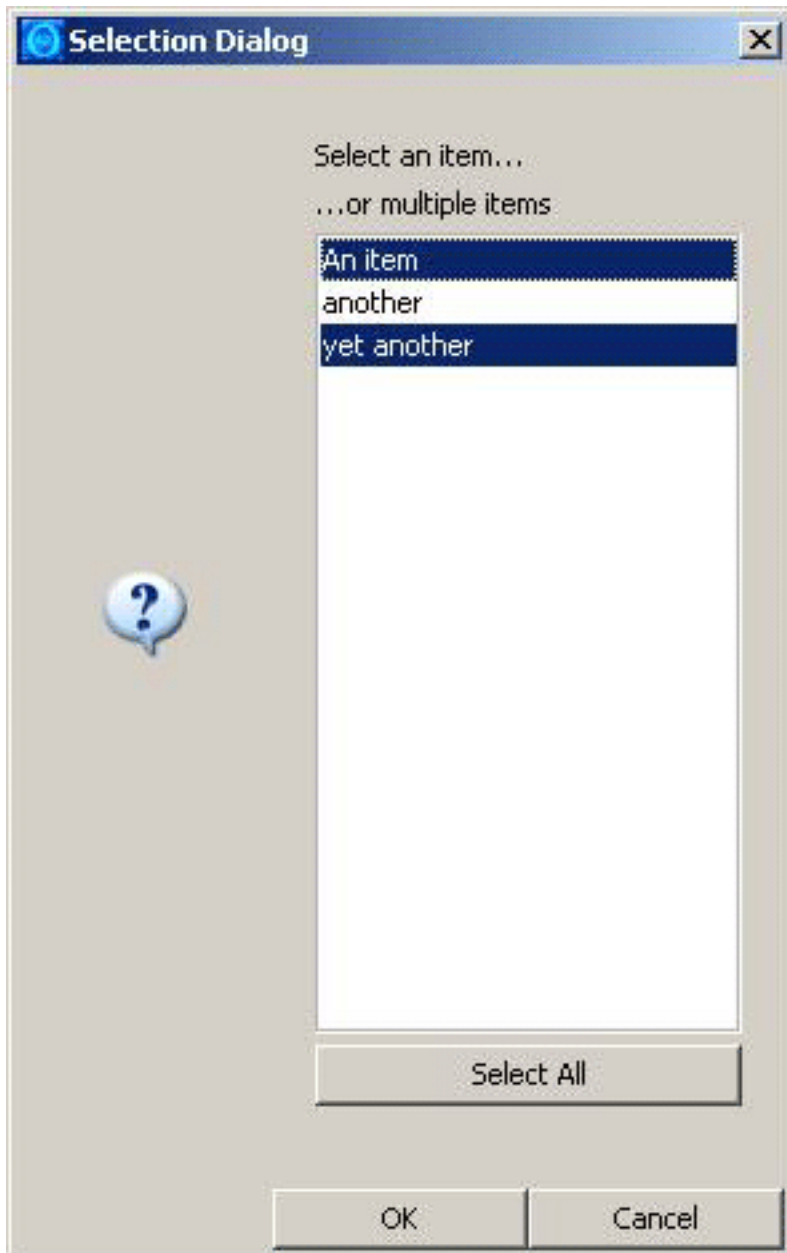 Selection Dialog
Select an item...
...or multiple items
An item
another
yet another
?
Select All
OK
Cancel